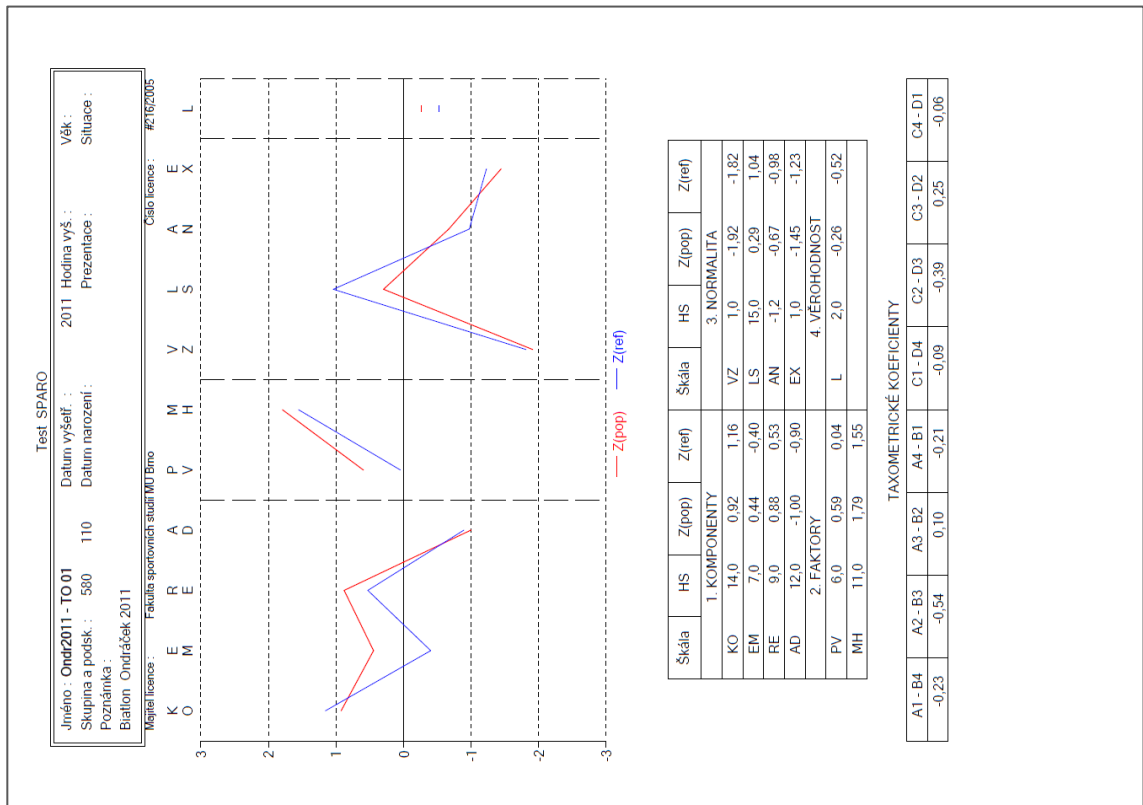 Test SPARO
Jméno : Ondr2011 - TO 01 Datum vyšetř. : 2011 Hodina vyš. : Věk :
Skupina a podsk. : 580 110 Datum narození : Prezentace : Situace :
Poznámka :
Biatlon Ondráček 2011
Majitel licence : Fakulta sportovních studií MU Brno Číslo licence : #216/2005
K E R A P M V L A E L
O M E D V H Z S N X
3
2
1
0
-1
-2
-3
Z(pop) Z(ref)
Škála HS Z(pop) Z(ref) Škála HS Z(pop) Z(ref)
1. KOMPONENTY 3. NORMALITA
KO 14,0 0,92 1,16 VZ 1,0 -1,92 -1,82
EM 7,0 0,44 -0,40 LS 15,0 0,29 1,04
RE 9,0 0,88 0,53 AN -1,2 -0,67 -0,98
AD 12,0 -1,00 -0,90 EX 1,0 -1,45 -1,23
2. FAKTORY 4. VĚROHODNOST
PV 6,0 0,59 0,04 L 2,0 -0,26 -0,52
MH 11,0 1,79 1,55
TAXOMETRICKÉ KOEFICIENTY
A1 - B4 A2 - B3 A3 - B2 A4 - B1 C1 - D4 C2 - D3 C3 - D2 C4 - D1
-0,23 -0,54 0,10 -0,21 -0,09 -0,39 0,25 -0,06